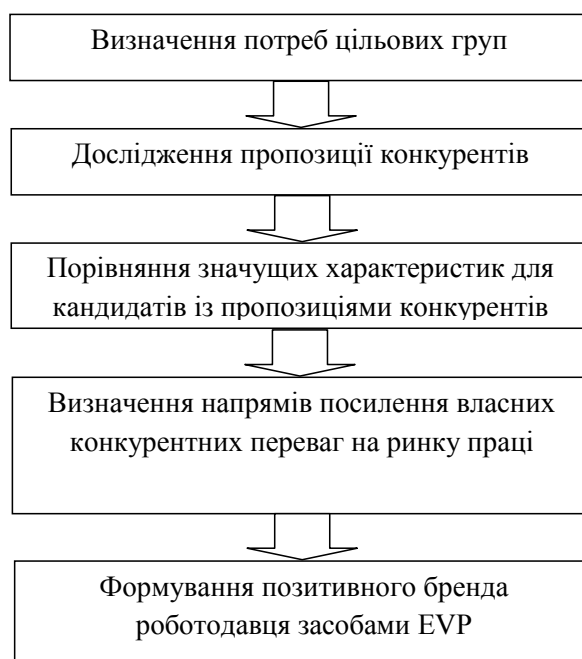 Визначення потреб цільових груп
Дослідження пропозиції конкурентів
Порівняння значущих характеристик для
кандидатів із пропозиціями конкурентів
Визначення напрямів посилення власних
конкурентних переваг на ринку праці
Формування позитивного бренда
роботодавця засобами EVP